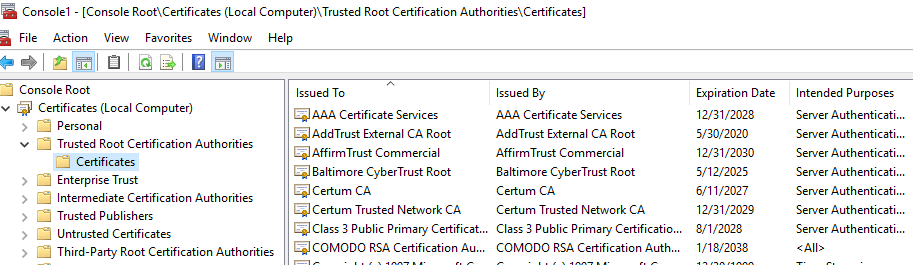 Console1 - [Console Root\Certificates (Local Computer)\Trusted Root Certification Authorities\Certificates]
File Action View Favorites Window Help
Console Root
Certificates (Local Computer)
Personal
Trusted Root Certification Authorities
Certificates
Enterprise Trust
Intermediate Certification Authorities
Trusted Publishers
Untrusted Certificates
Third-Party Root Certification Authorities
Issued To Issued By Expiration Date Intended Purposes
AAA Certificate Services AAA Certificate Services 12/31/2028 Server Authenticati...
AddTrust External CA Root AddTrust External CA Root 5/30/2020 Server Authenticati...
AffirmTrust Commercial AffirmTrust Commercial 12/31/2030 Server Authenticati...
Baltimore CyberTrust Root Baltimore CyberTrust Root 5/12/2025 Server Authenticati...
Certum CA Certum CA 6/11/2027 Server Authenticati...
Certum Trusted Network CA Certum Trusted Network CA 12/31/2029 Server Authenticati...
Class 3 Public Primary Certificat... Class 3 Public Primary Certificat... 8/1/2028 Server Authenticati...
COMODO RSA Certification Au... COMODO RSA Certification Auth... 1/18/2038 <All>